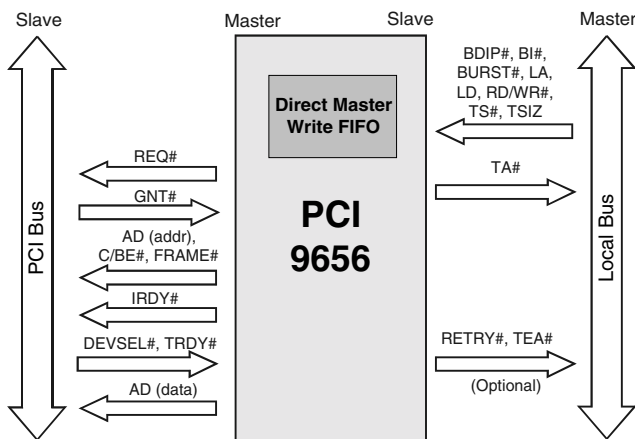 Slave
Master
Slave
Master
BDIP#, BI#,
BURST#, LA,
LD, RD/WR#,
TS#, TSIZ
Direct Master
Write FIFO
REQ#
GNT#
TA#
AD (addr),
C/BE#, FRAME#
PCI
9656
PCI Bus
Local Bus
IRDY#
DEVSEL#, TRDY#
RETRY#, TEA#
AD (data)
(Optional)